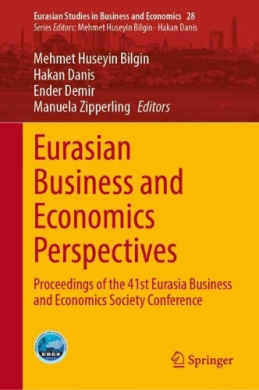 Eurasian Studies in Business and Economics 28
Series Editors: Mehmet Huseyin Bilgin · Hakan Danis
Mehmet Huseyin Bilgin
Hakan Danis
Ender Demir
Manuela Zipperling Editors
Eurasian
Business and
Economics
Perspectives
Proceedings of the 41st Eurasia Business
and Economics Society Conference
EBES
Springer